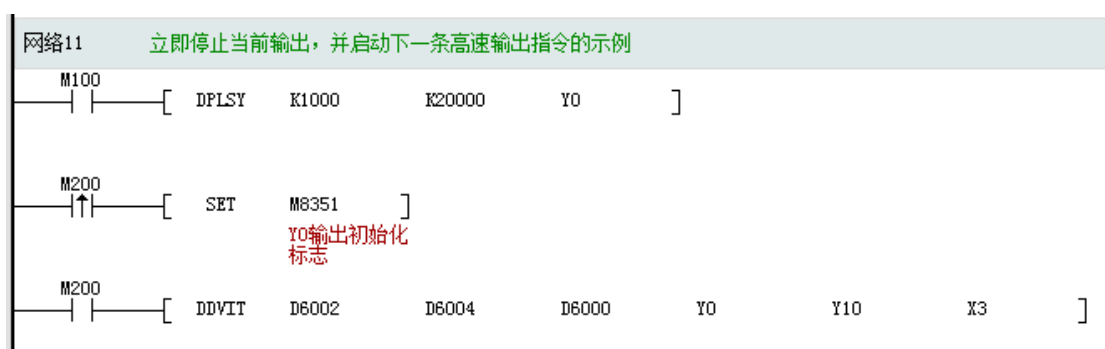 网络11 立即停止当前输出，并启动下一条高速输出指令的示例
M100
DPLSY K1000 K20000 Y0
M200
SET M8351
Y0输出初始化
标志
M200
DDVIT D6002 D6004 D6000 Y0 Y10 X3